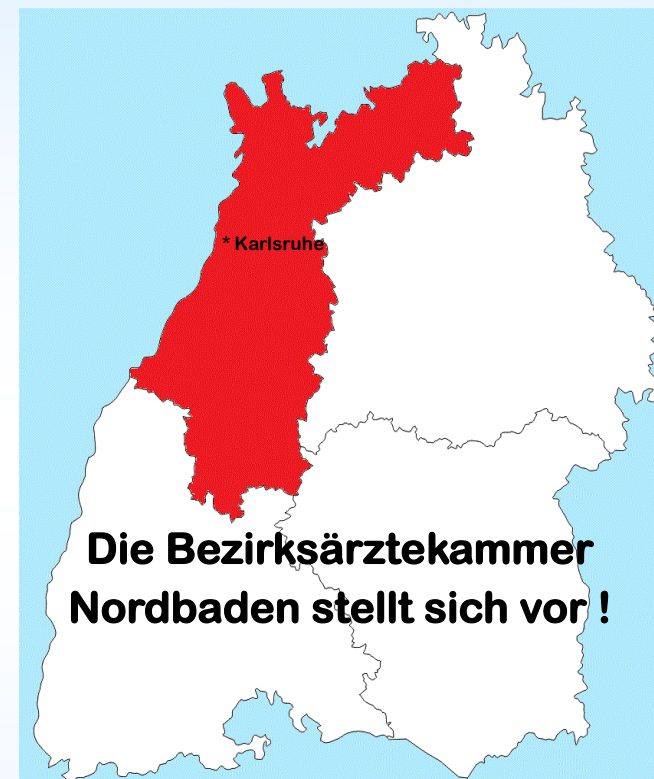 * Karlsruhe
Die Bezirksärztekammer
Nordbaden stellt sich vor !